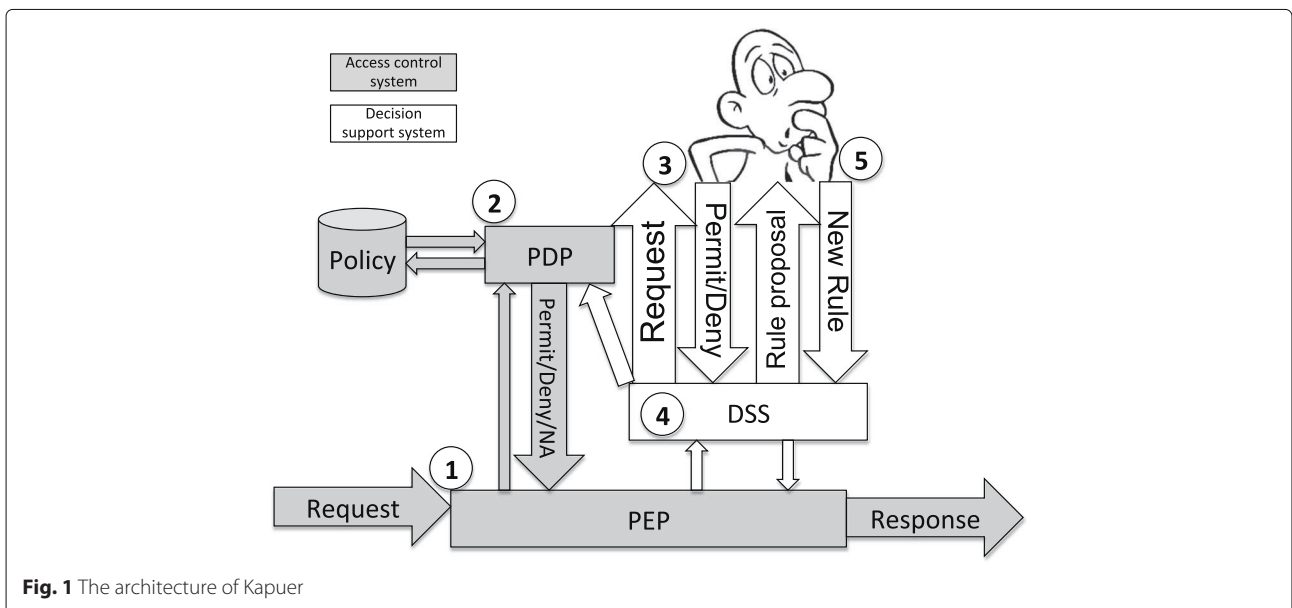 Access control
system
Decision
support system
3
5
2
Policy
PDP
Request
Permit/Deny
Rule proposal
New Rule
Permit/Deny/NA
4
DSS
1
Request
PEP
Response
Fig. 1 The architecture of Kapuer